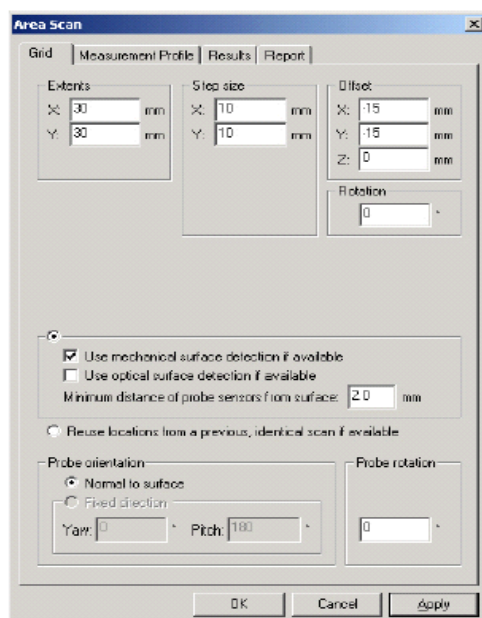 Area Scan
Grid Measurement Profile Results Report
Extents Step size Offset
X: 30 mm X: 10 mm X: -15 mm
Y: 30 mm Y: 10 mm Y: -15 mm
Z: 0 mm
Rotation
0 °
Use mechanical surface detection if available
Use optical surface detection if available
Minimum distance of probe sensors from surface: 2.0 mm
Reuse locations from a previous, identical scan if available
Probe orientation Probe rotation
Normal to surface
Fixed direction
Yaw: 0 ° Pitch: 180 ° 0 °
OK Cancel Apply